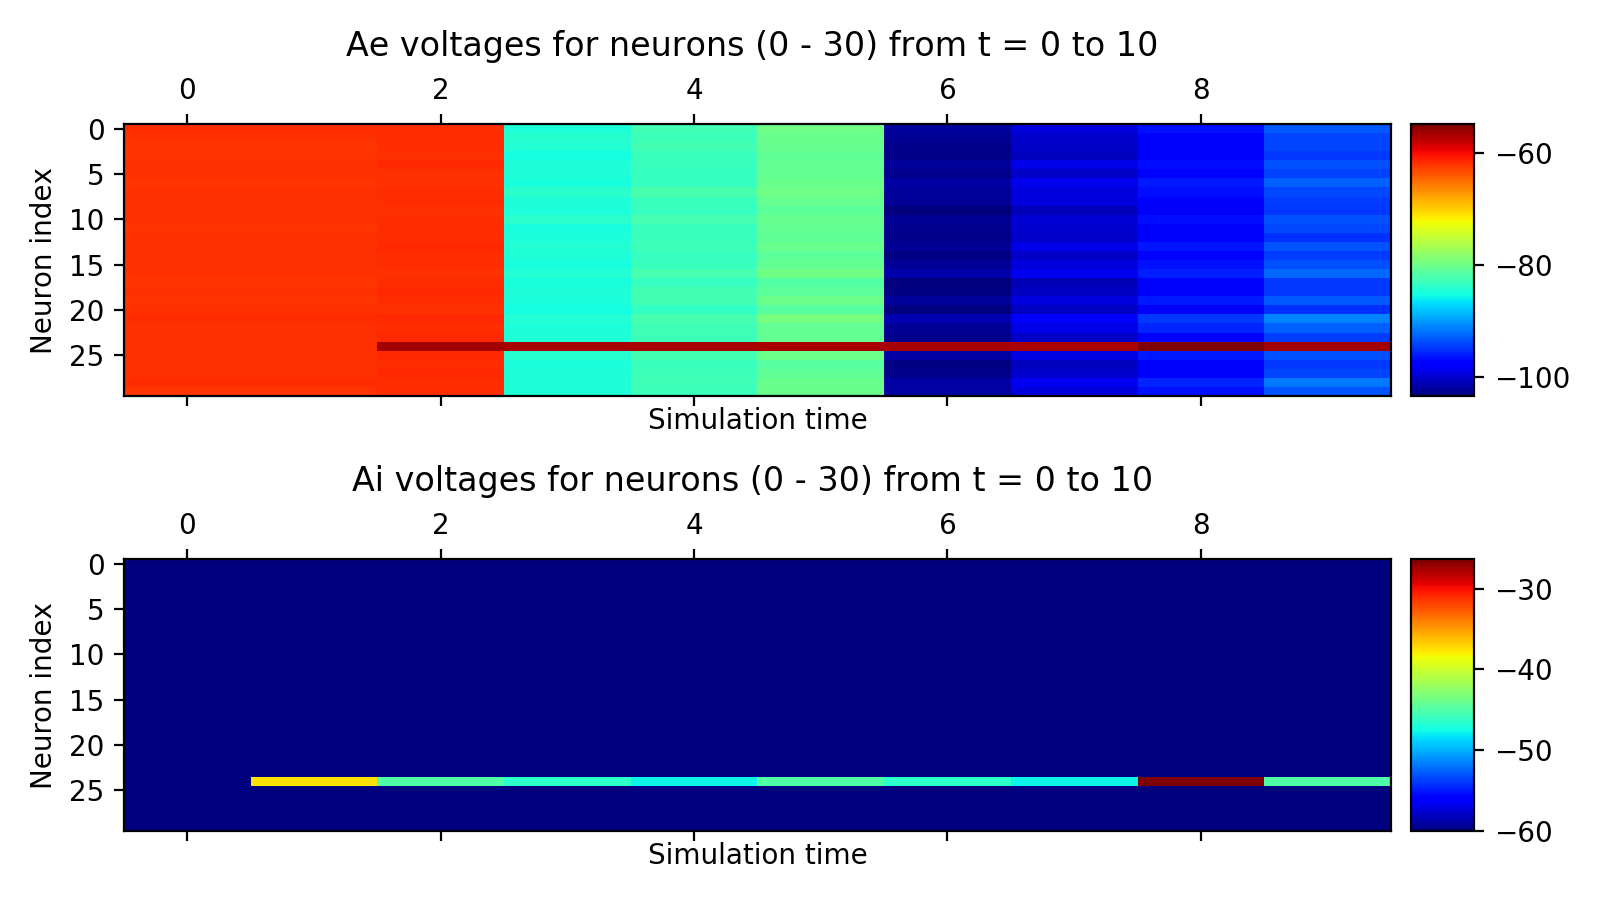 Ae voltages for neurons (0 - 30) from t = 0 to 10
0 2 4 6 8
Neuron index
0
5
10
15
20
25
−60
−80
−100
Simulation time
Ai voltages for neurons (0 - 30) from t = 0 to 10
0 2 4 6 8
Neuron index
0
5
10
15
20
25
−30
−40
−50
−60
Simulation time